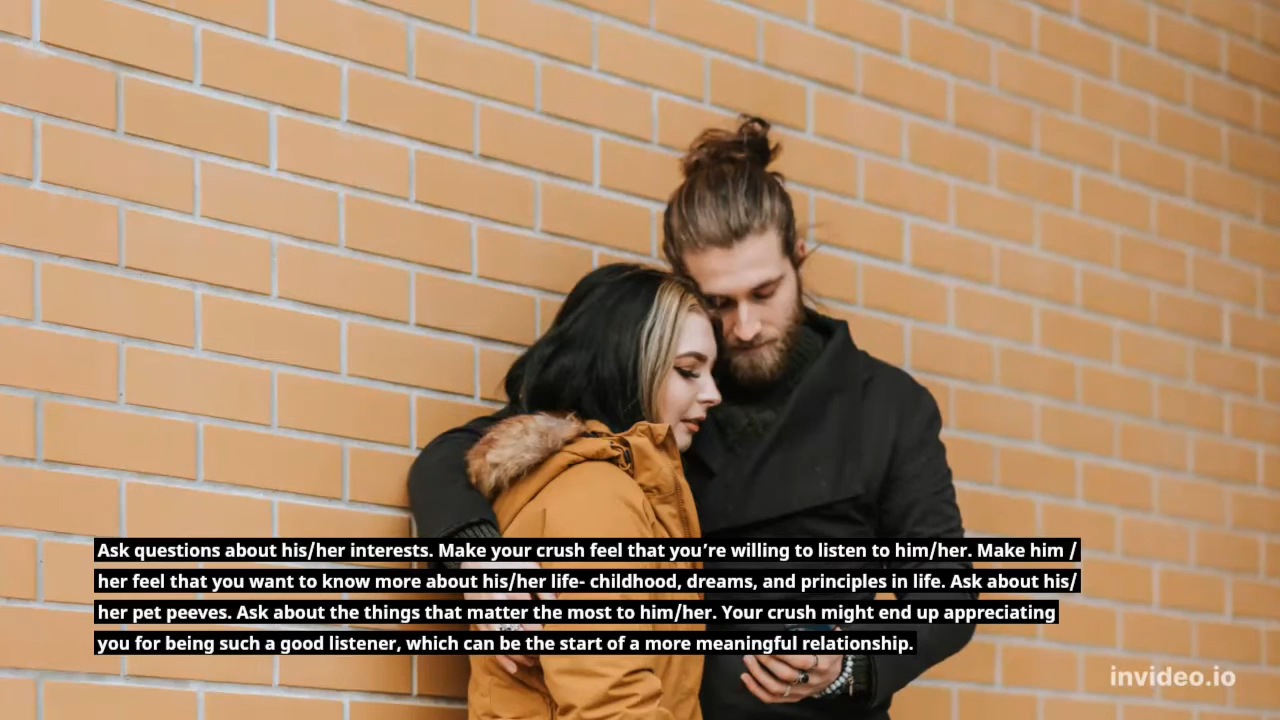 Ask questions about his/her interests. Make your crush feel that you’re willing to listen to him/her. Make him /
her feel that you want to know more about his/her life- childhood, dreams, and principles in life. Ask about his/
her pet peeves. Ask about the things that matter the most to him/her. Your crush might end up appreciating
you for being such a good listener, which can be the start of a more meaningful relationship.
invideo.io